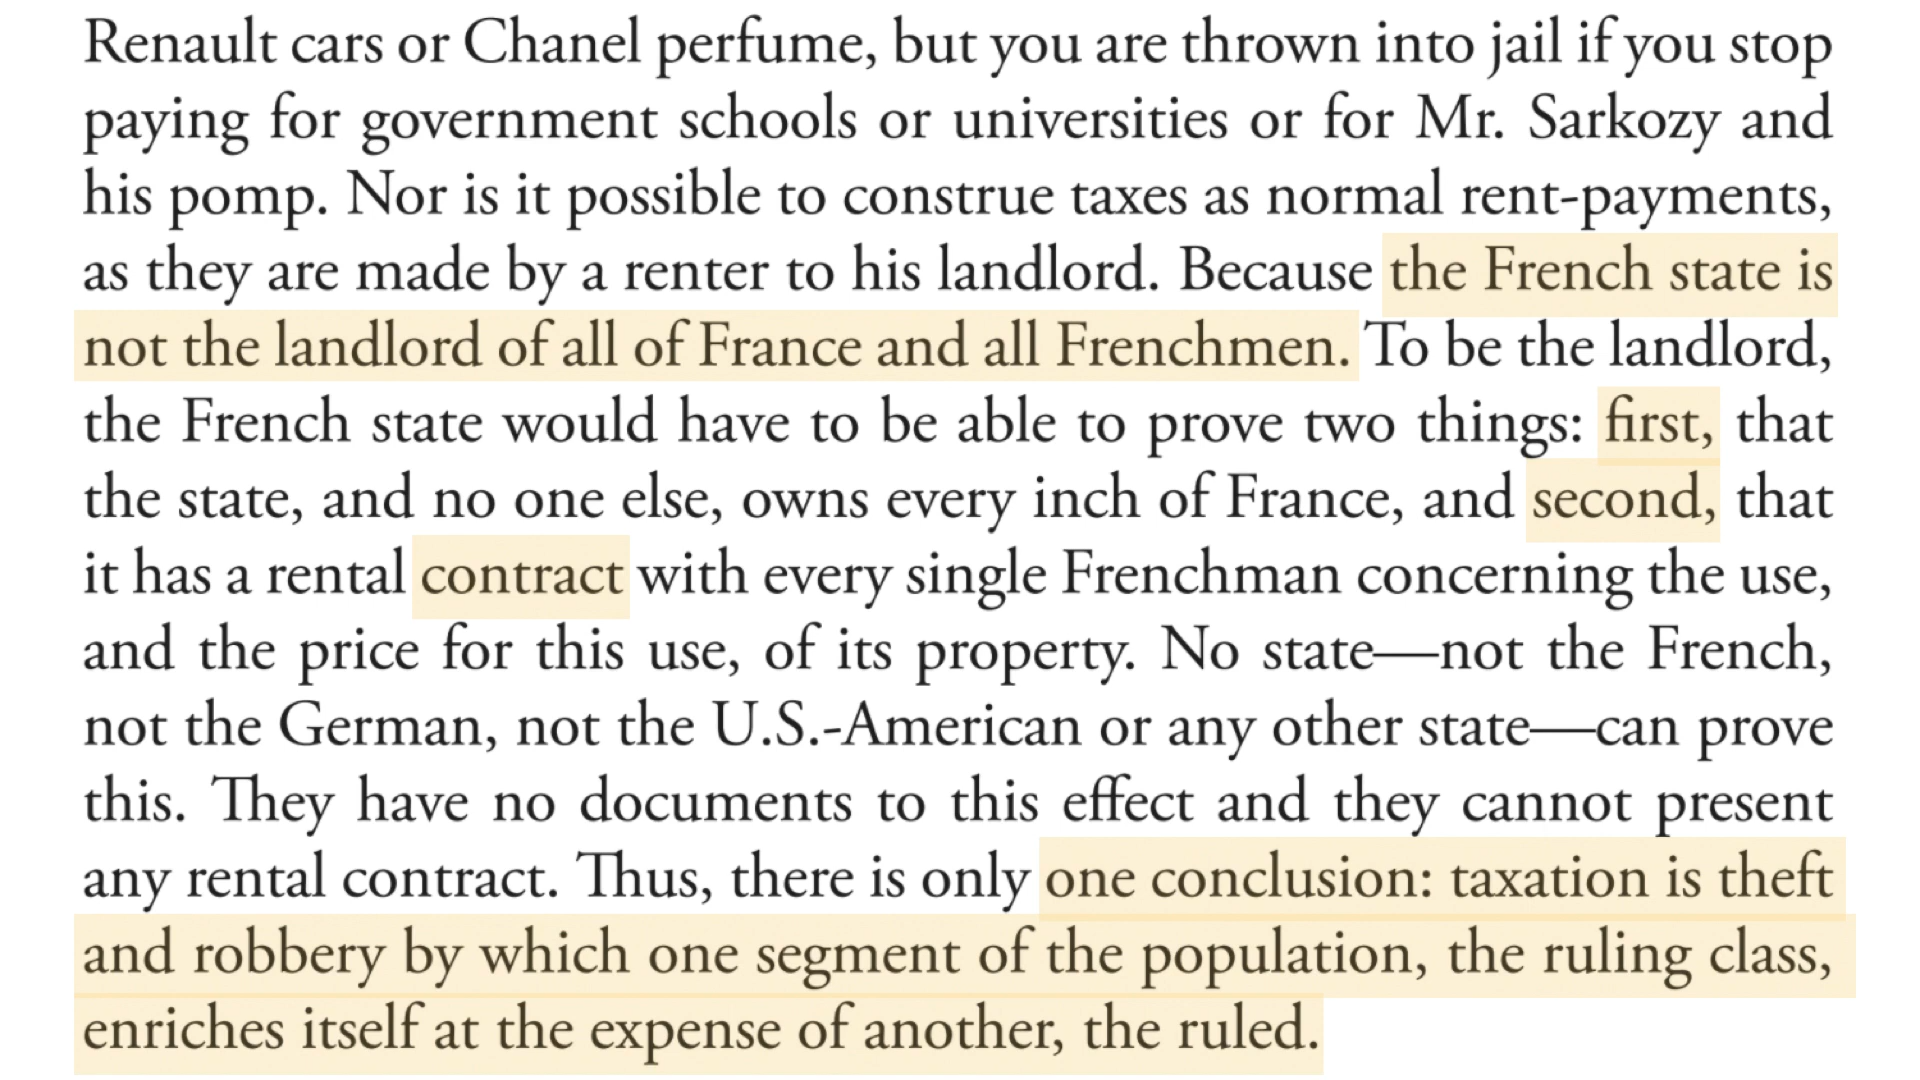 Renault cars or Chanel perfume, but you are thrown into jail if you stop
paying for government schools or universities or for Mr. Sarkozy and
his pomp. Nor is it possible to construe taxes as normal rent-payments,
as they are made by a renter to his landlord. Because the French state is
not the landlord of all of France and all Frenchmen. To be the landlord,
the French state would have to be able to prove two things: first, that
the state, and no one else, owns every inch of France, and second, that
it has a rental contract with every single Frenchman concerning the use,
and the price for this use, of its property. No state—not the French,
not the German, not the U.S.-American or any other state—can prove
this. They have no documents to this effect and they cannot present
any rental contract. Thus, there is only one conclusion: taxation is theft
and robbery by which one segment of the population, the ruling class,
enriches itself at the expense of another, the ruled.